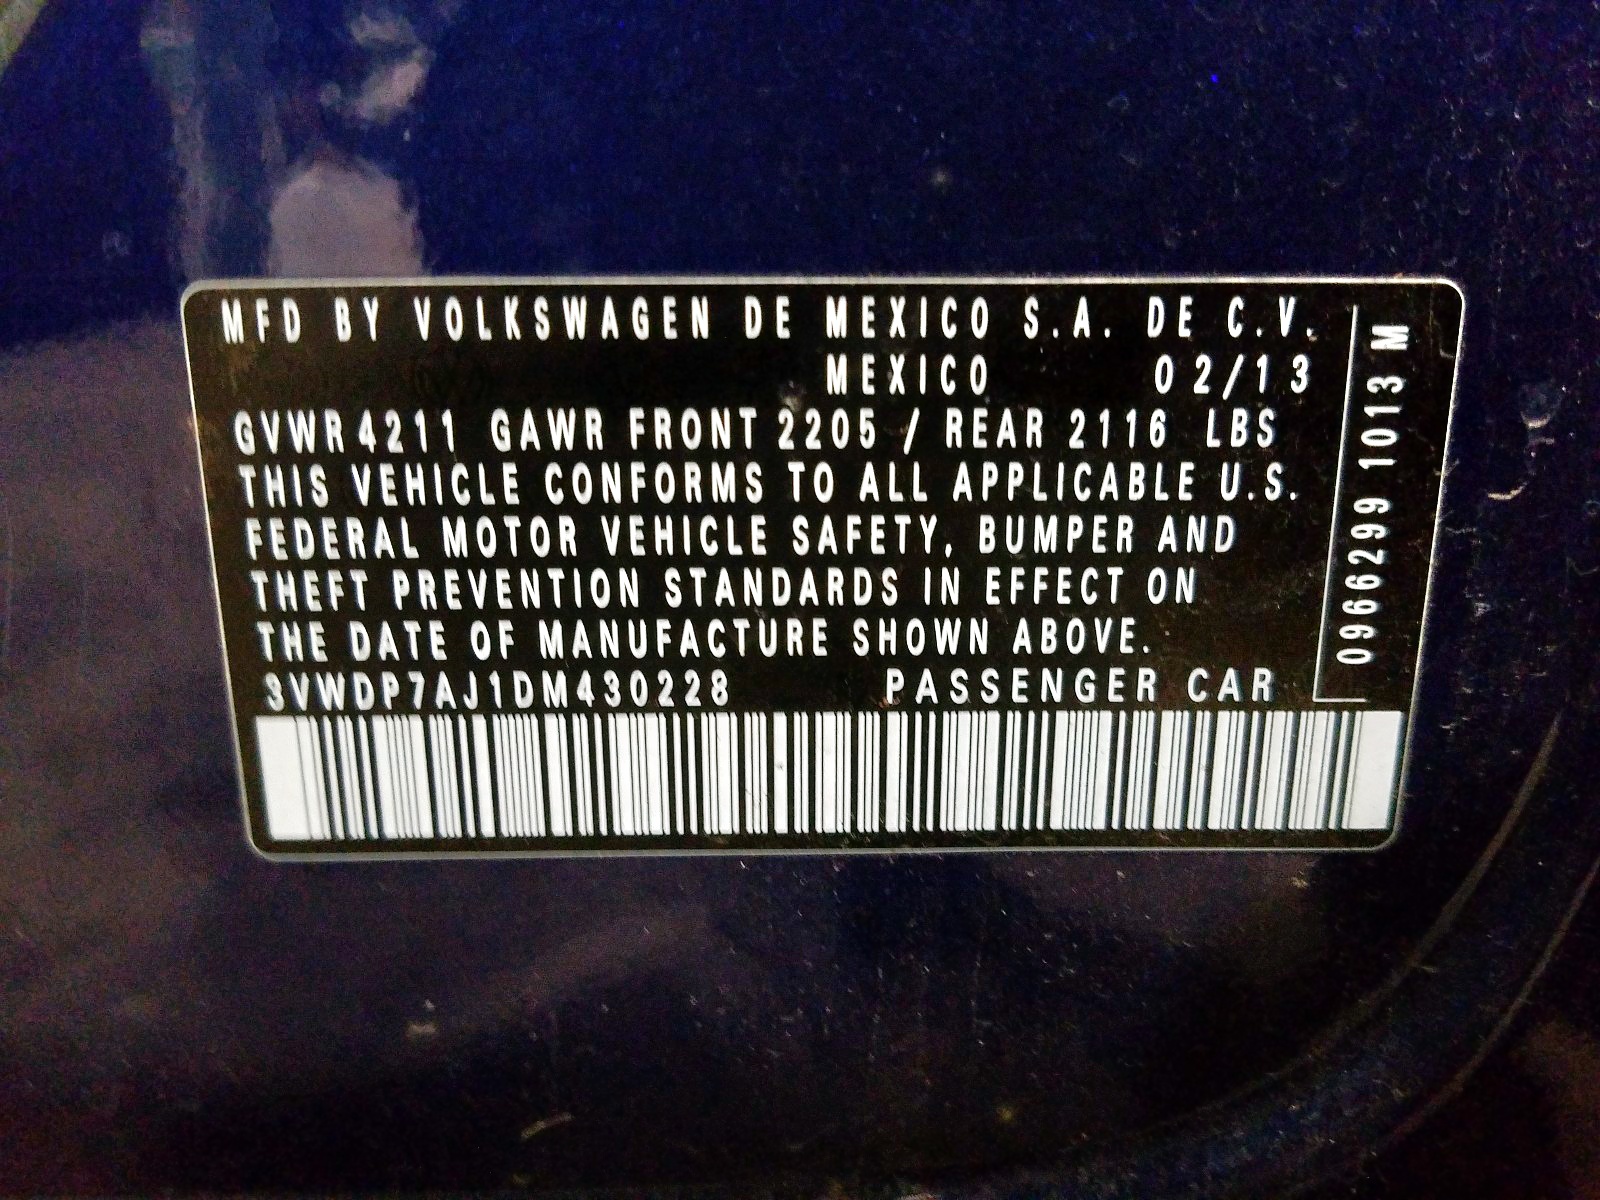 MFD BY VOLKSWAGEN DE MEXICO S.A. DE C.V.
MEXICO 02/13
GVWR 4211 GAWR FRONT 2205 / REAR 2116 LBS
THIS VEHICLE CONFORMS TO ALL APPLICABLE U.S.
FEDERAL MOTOR VEHICLE SAFETY, BUMPER AND
THEFT PREVENTION STANDARDS IN EFFECT ON
THE DATE OF MANUFACTURE SHOWN ABOVE.
3VWDP7AJ1DM430228 PASSENGER CAR
0966299 1013 M